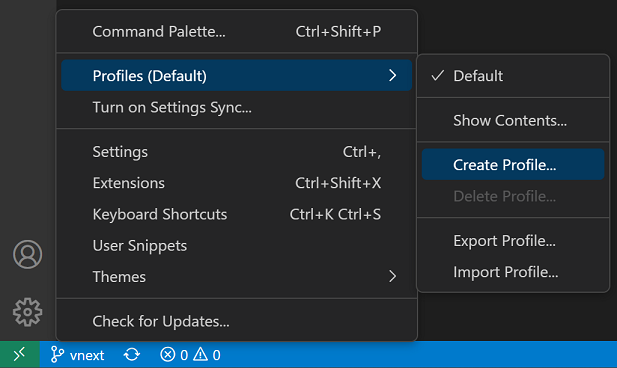 Command Palette... Ctrl+Shift+P
Profiles (Default)
Turn on Settings Sync...
Settings Ctrl+,
Extensions Ctrl+Shift+X
Keyboard Shortcuts Ctrl+K Ctrl+S
User Snippets
Themes
Check for Updates...
Default
Show Contents...
Create Profile...
Delete Profile...
Export Profile...
Import Profile...
vnext 0 0